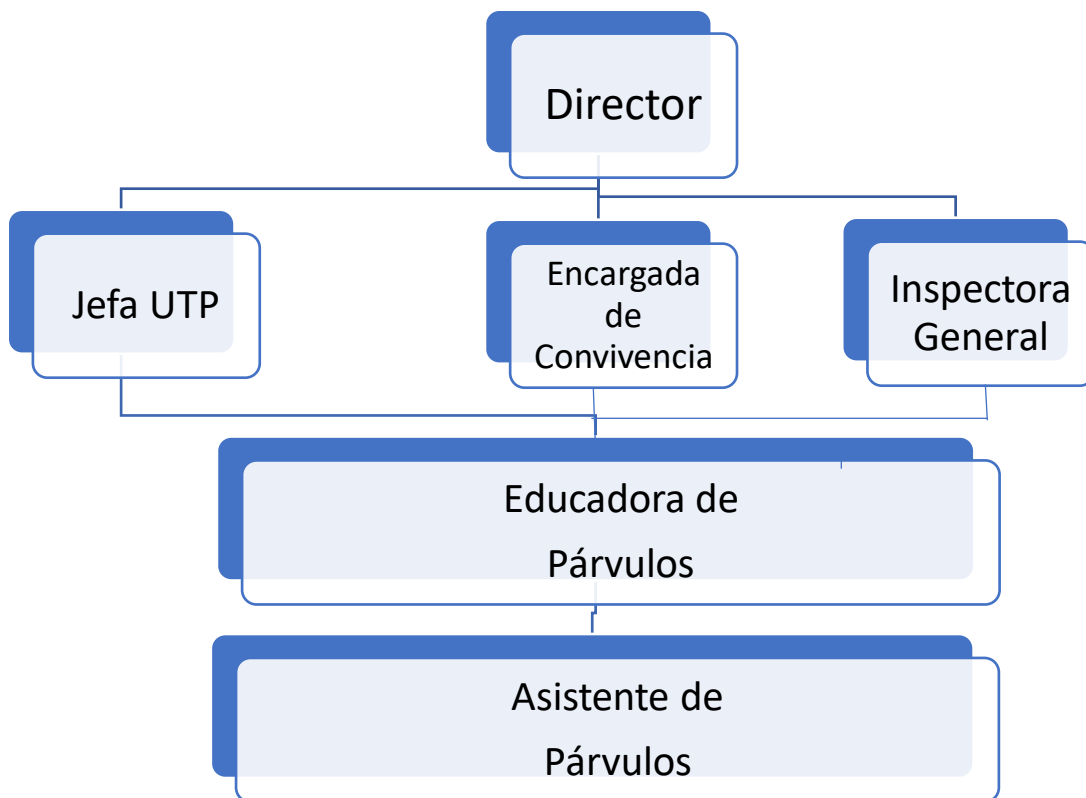 Director
Jefa UTP
Encargada
de
Convivencia
Inspectora
General
Educadora de
Párvulos
Asistente de
Párvulos